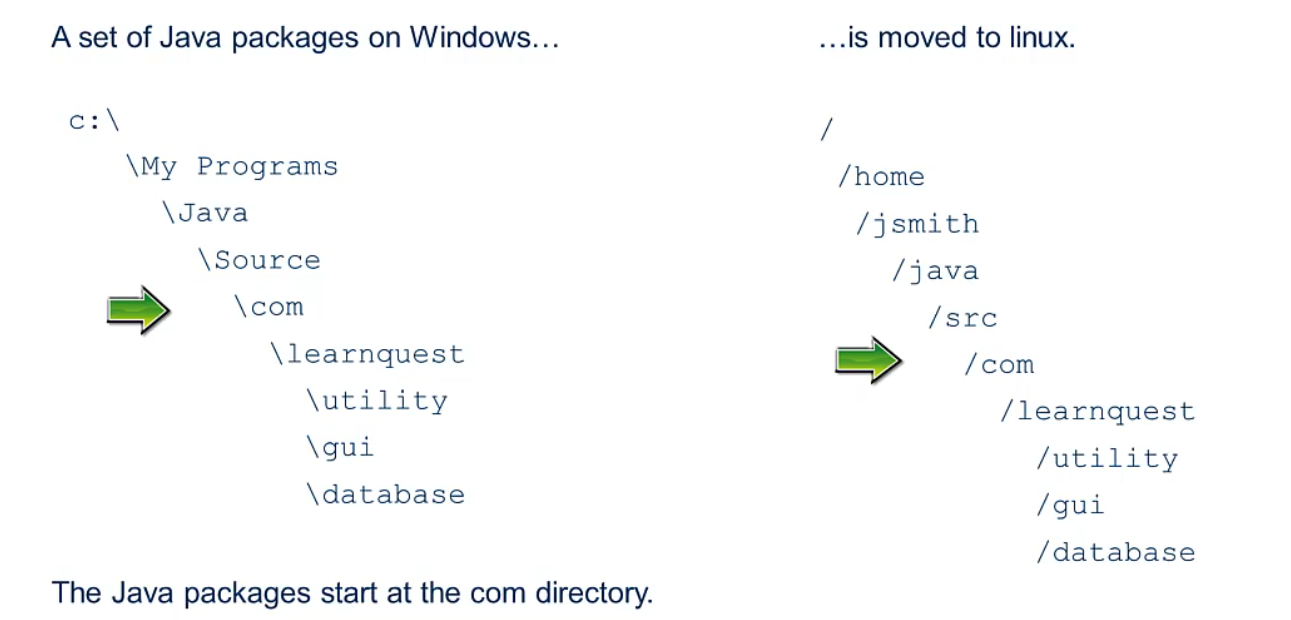 A set of Java packages on Windows…
c:\
\My Programs
\Java
\Source
\com
\learnquest
\utility
\gui
\database
…is moved to linux.
/
/home
/jsmith
/java
/src
/com
/learnquest
/utility
/gui
/database
The Java packages start at the com directory.